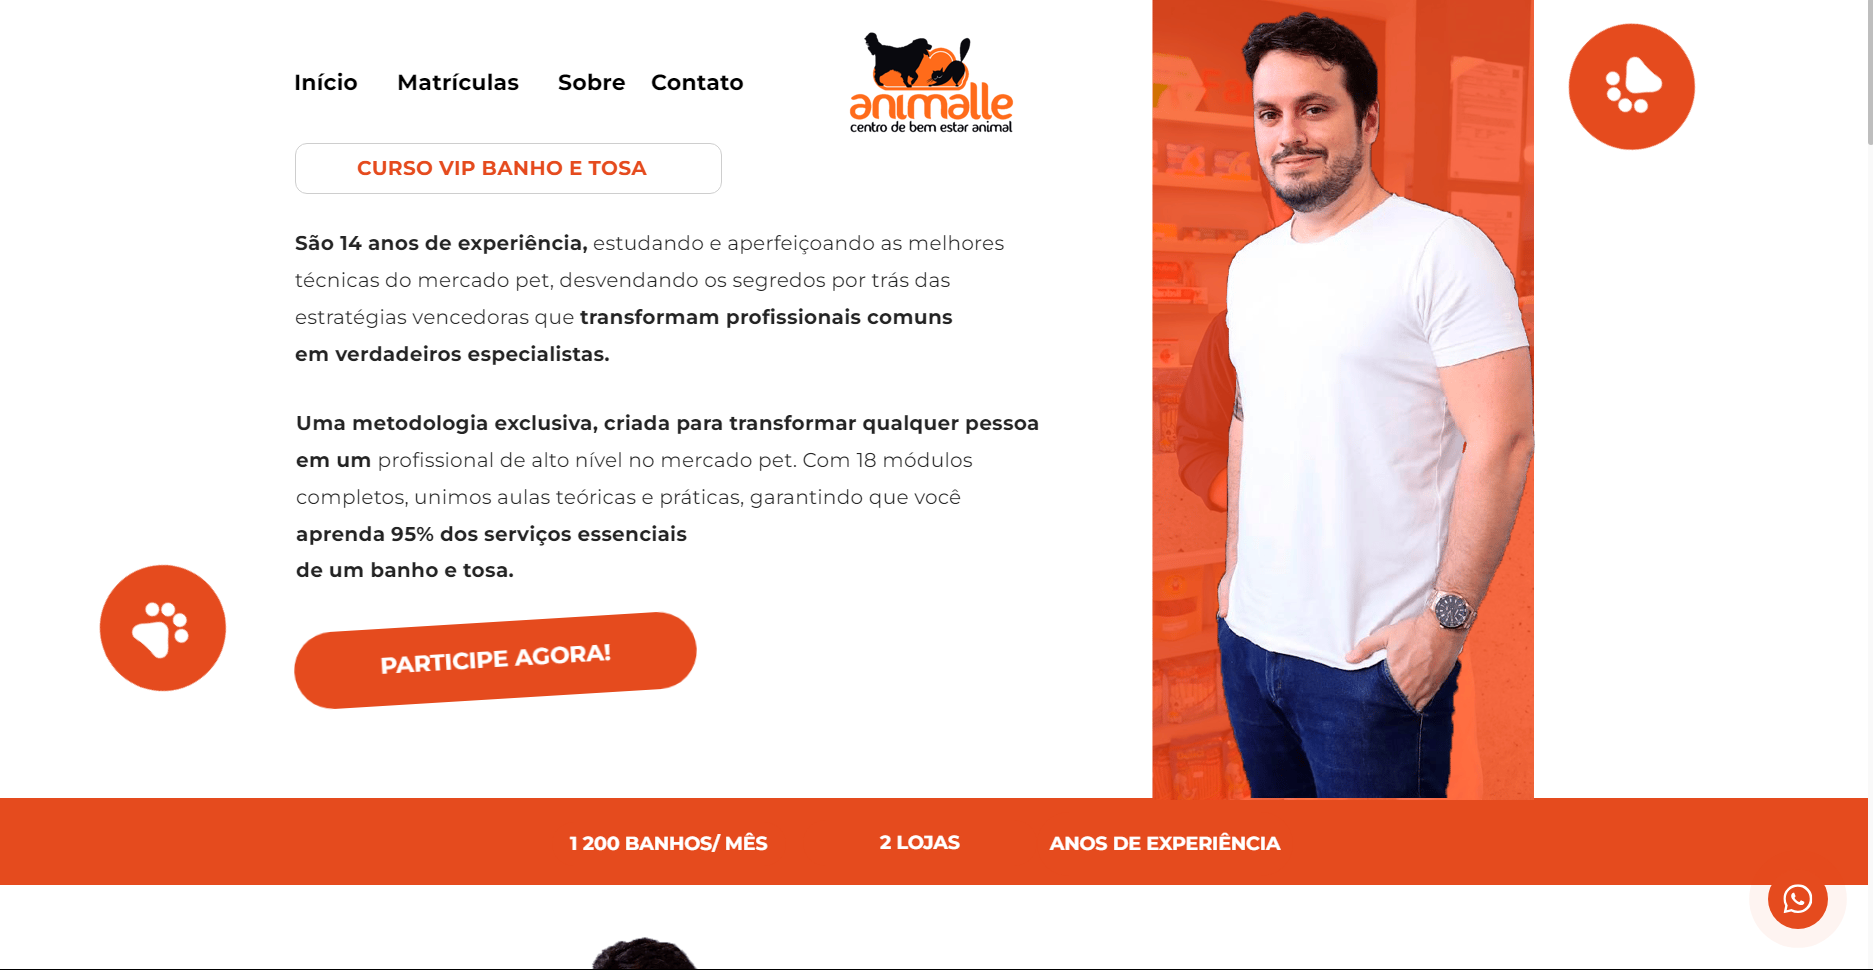 Início Matrículas Sobre Contato
animalle
centro de bem estar animal
CURSO VIP BANHO E TOSA
São 14 anos de experiência, estudando e aperfeiçoando as melhores
técnicas do mercado pet, desvendando os segredos por trás das
estratégias vencedoras que transformam profissionais comuns
em verdadeiros especialistas.
Uma metodologia exclusiva, criada para transformar qualquer pessoa
em um profissional de alto nível no mercado pet. Com 18 módulos
completos, unimos aulas teóricas e práticas, garantindo que você
aprenda 95% dos serviços essenciais
de um banho e tosa.
PARTICIPE AGORA!
1 200 BANHOS/ MÊS 2 LOJAS ANOS DE EXPERIÊNCIA